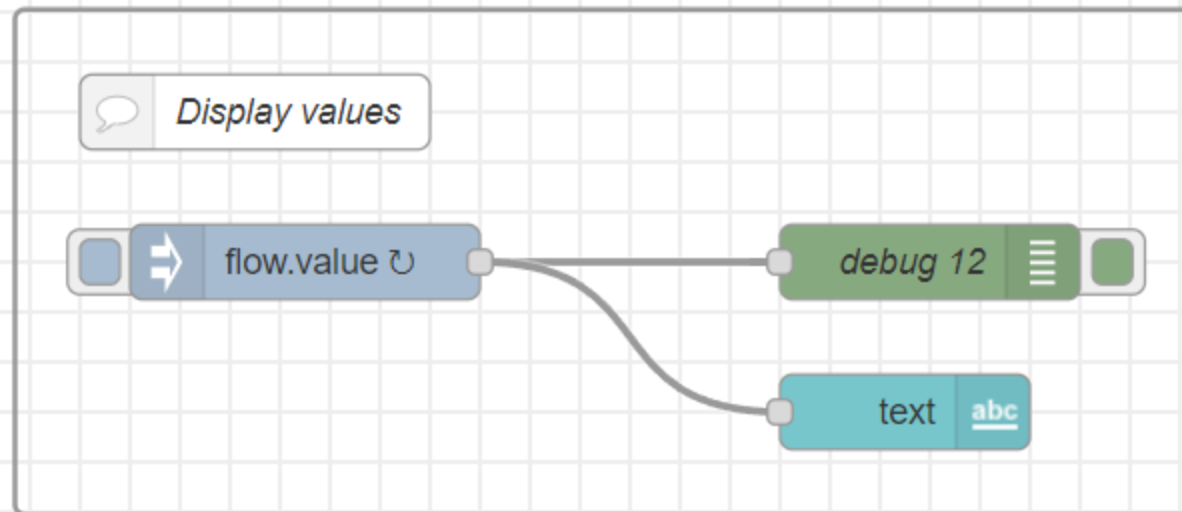 Display values
flow.value ↻
debug 12
text
abc